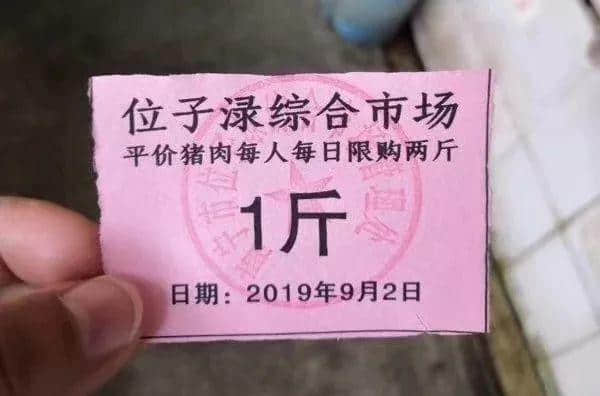 位子渌综合市场
平价猪肉每人每日限购两斤
1斤
日期：2019年9月2日